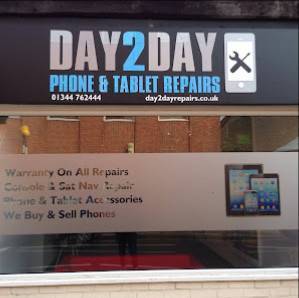 DAY2DAY
PHONE & TABLET REPAIRS
01344 762444 day2dayrepairs.co.uk
Warranty On All Repairs
Console & Sat Nav Repair
Phone & Tablet Accessories
We Buy & Sell Phones